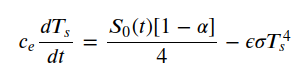 c_e dT_s/dt = S_0(t)[1 − α]/4 − ϵσT_s^4